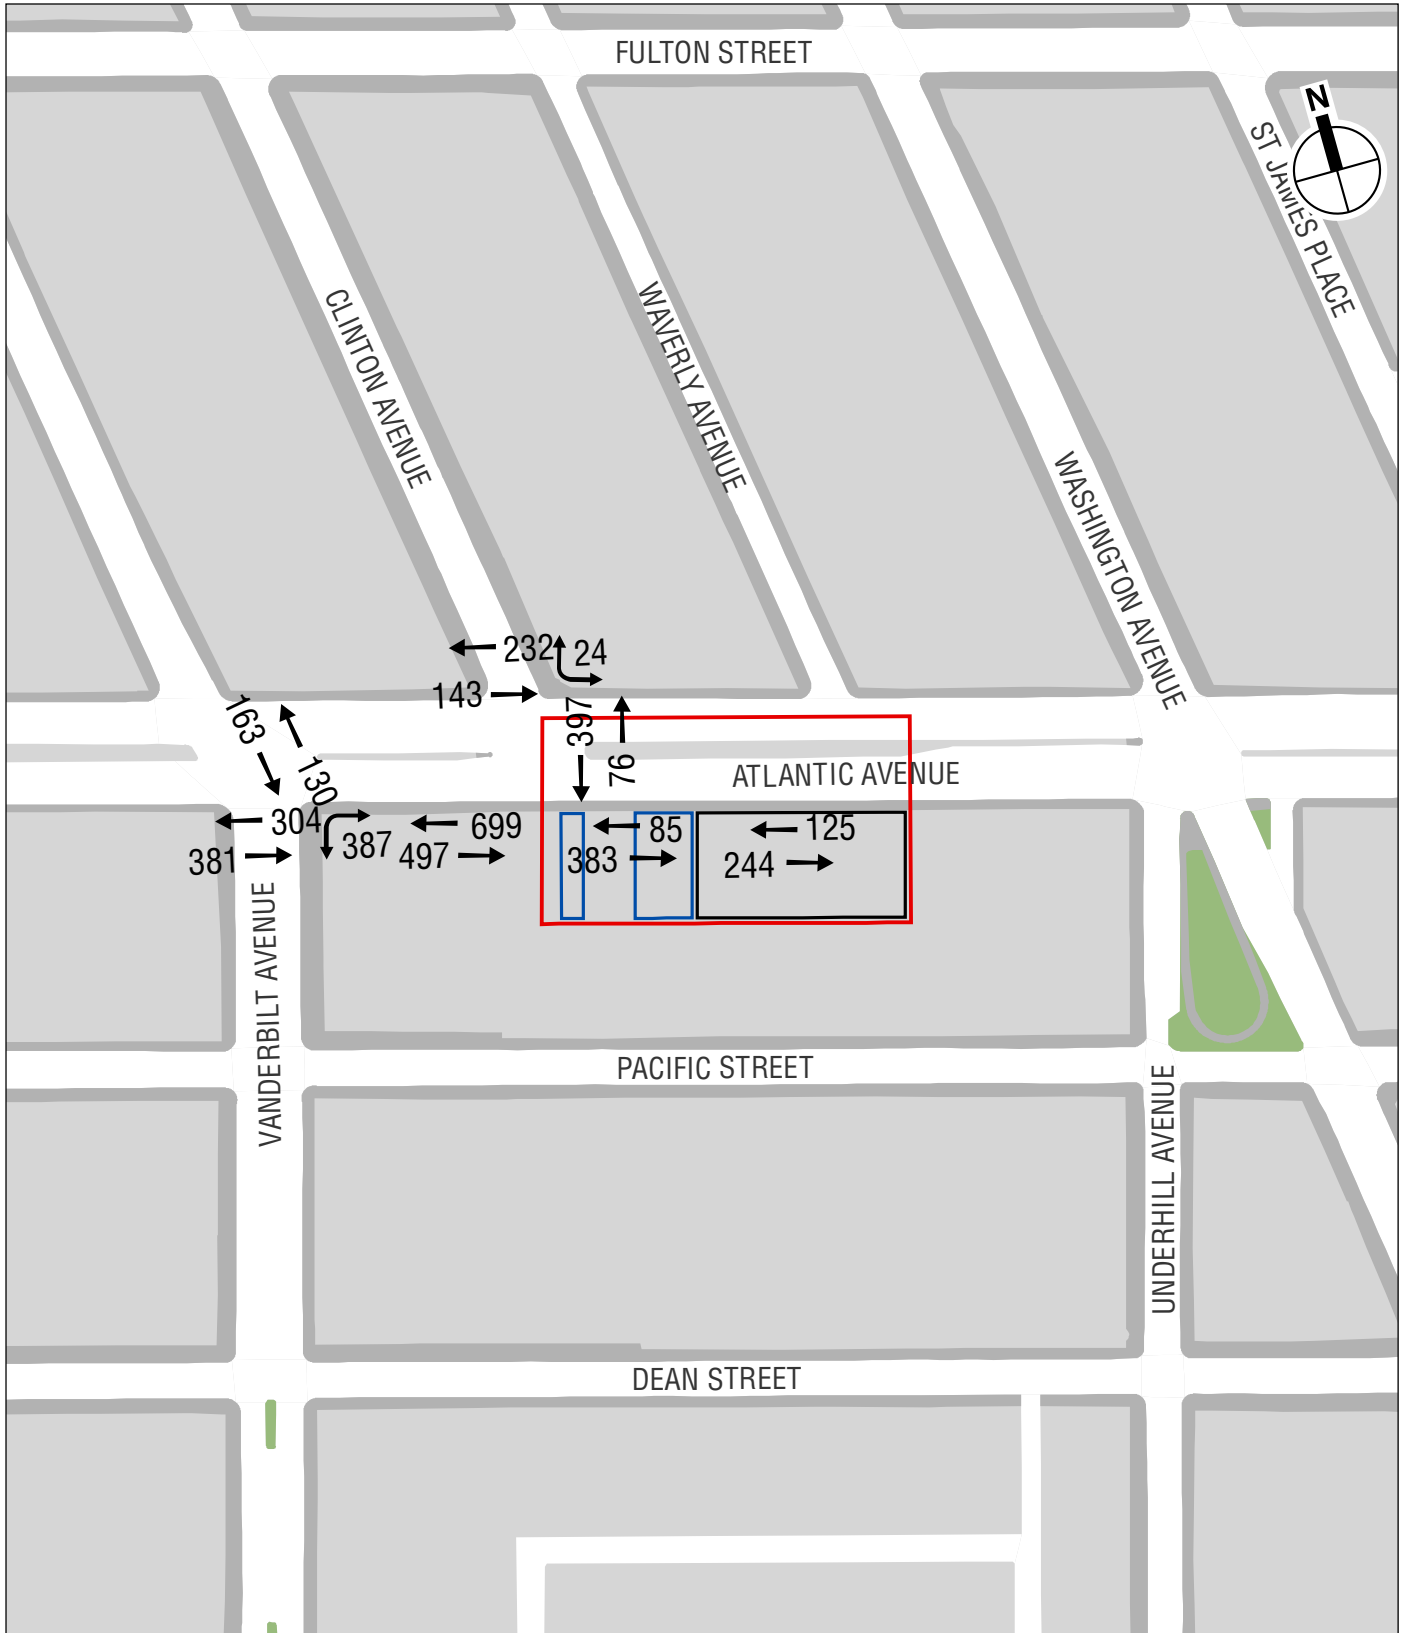 FULTON STREET
N
ST JAMES PLACE
CLINTON AVENUE
WAVERLY AVENUE
WASHINGTON AVENUE
232
24
143
163
397
130
76
ATLANTIC AVENUE
304
387
699
85
125
381
497
383
244
VANDERBILT AVENUE
PACIFIC STREET
UNDERHILL AVENUE
DEAN STREET